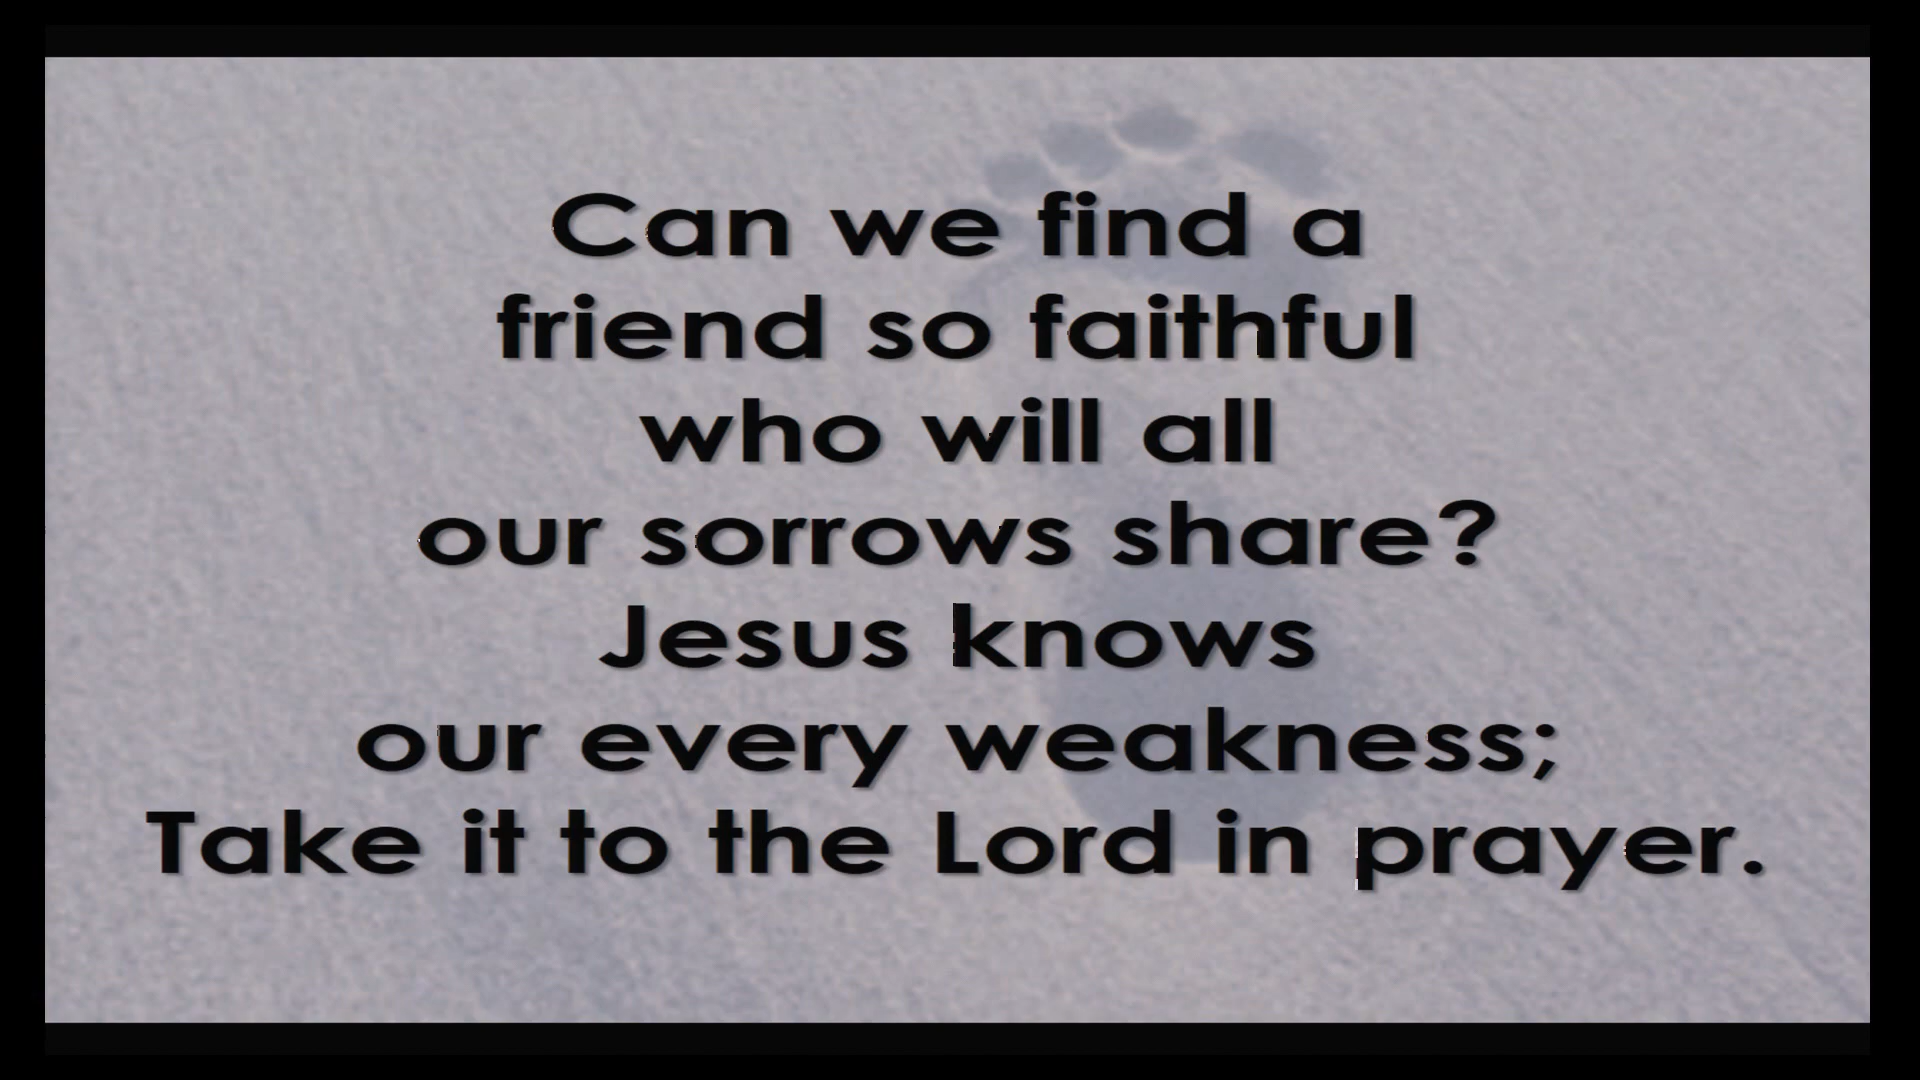 Can we find a
friend so faithful
who will all
our sorrows share?
Jesus knows
our every weakness;
Take it to the Lord in prayer.